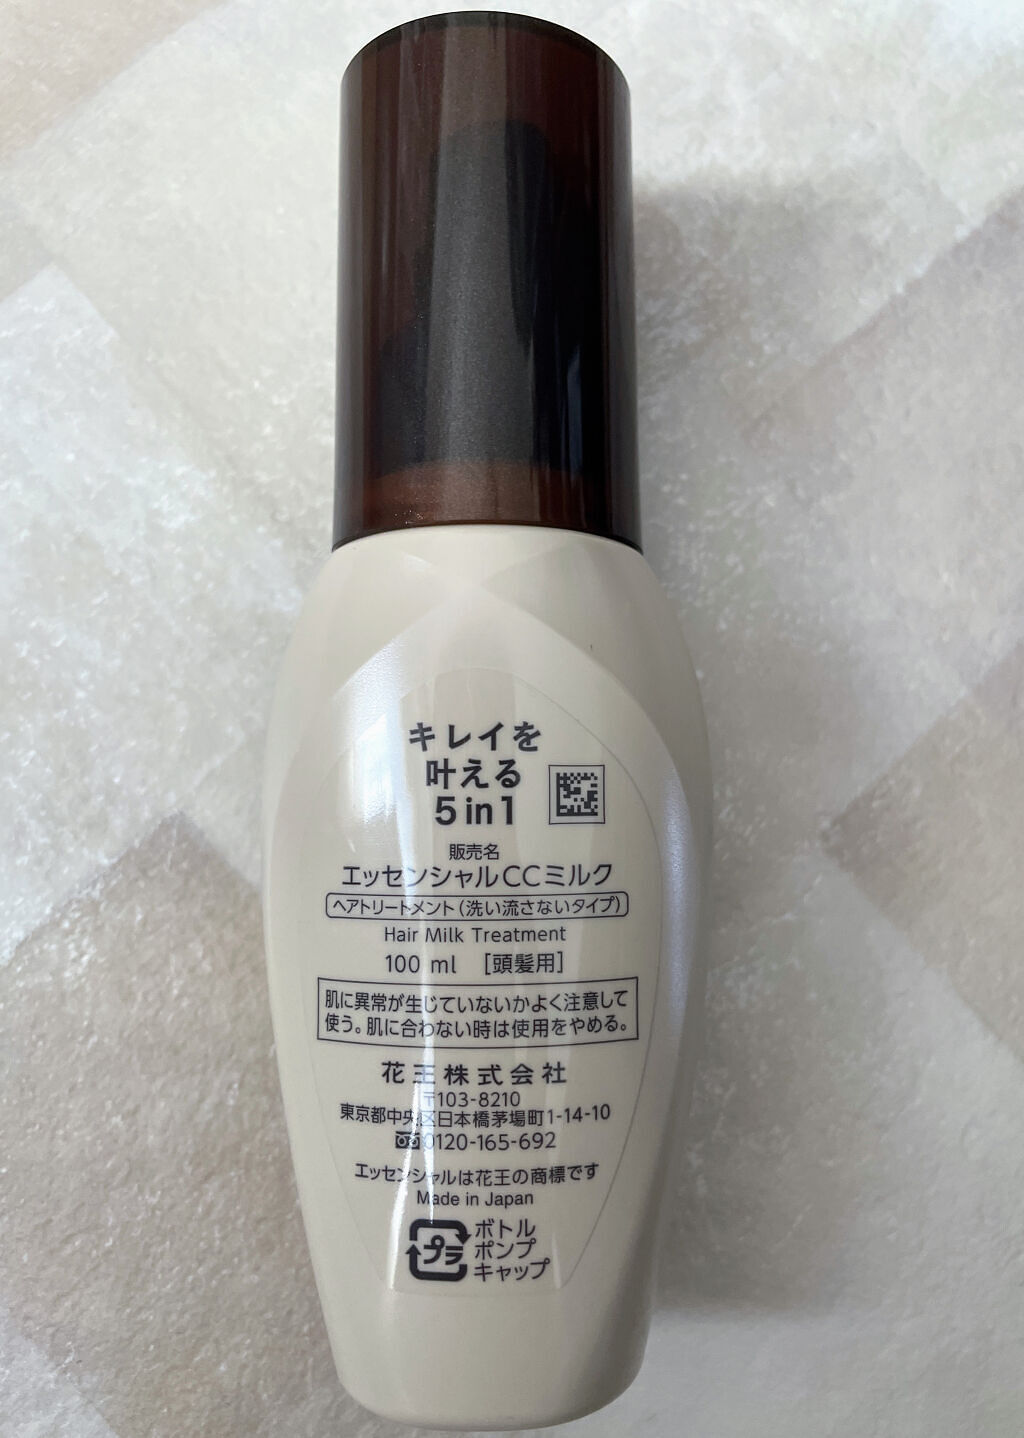 キレイを
叶える
5 in 1
販売名
エッセンシャルCCミルク
ヘアトリートメント（洗い流さないタイプ）
Hair Milk Treatment
100 ml ［頭髪用］
肌に異常が生じていないかよく注意して
使う。肌に合わない時は使用をやめる。
花王株式会社
〒103-8210
東京都中央区日本橋茅場町1-14-10
0120-165-692
エッセンシャルは花王の商標です
Made in Japan
プラ
ボトル
ポンプ
キャップ